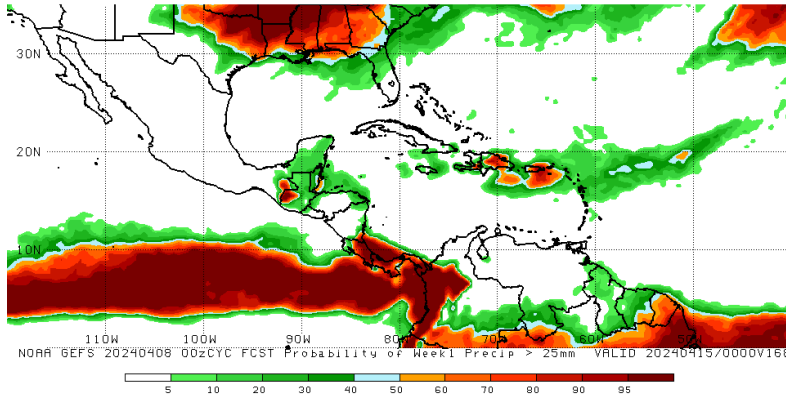 30N
20N
10N
110W 100W 90W 80W 70W 60W 50W
NOAA GEFS 20240408 00zCYC FCST Probability of Week1 Precip > 25mm VALID 20240415/0000V168
5 10 20 30 40 50 60 70 80 90 95